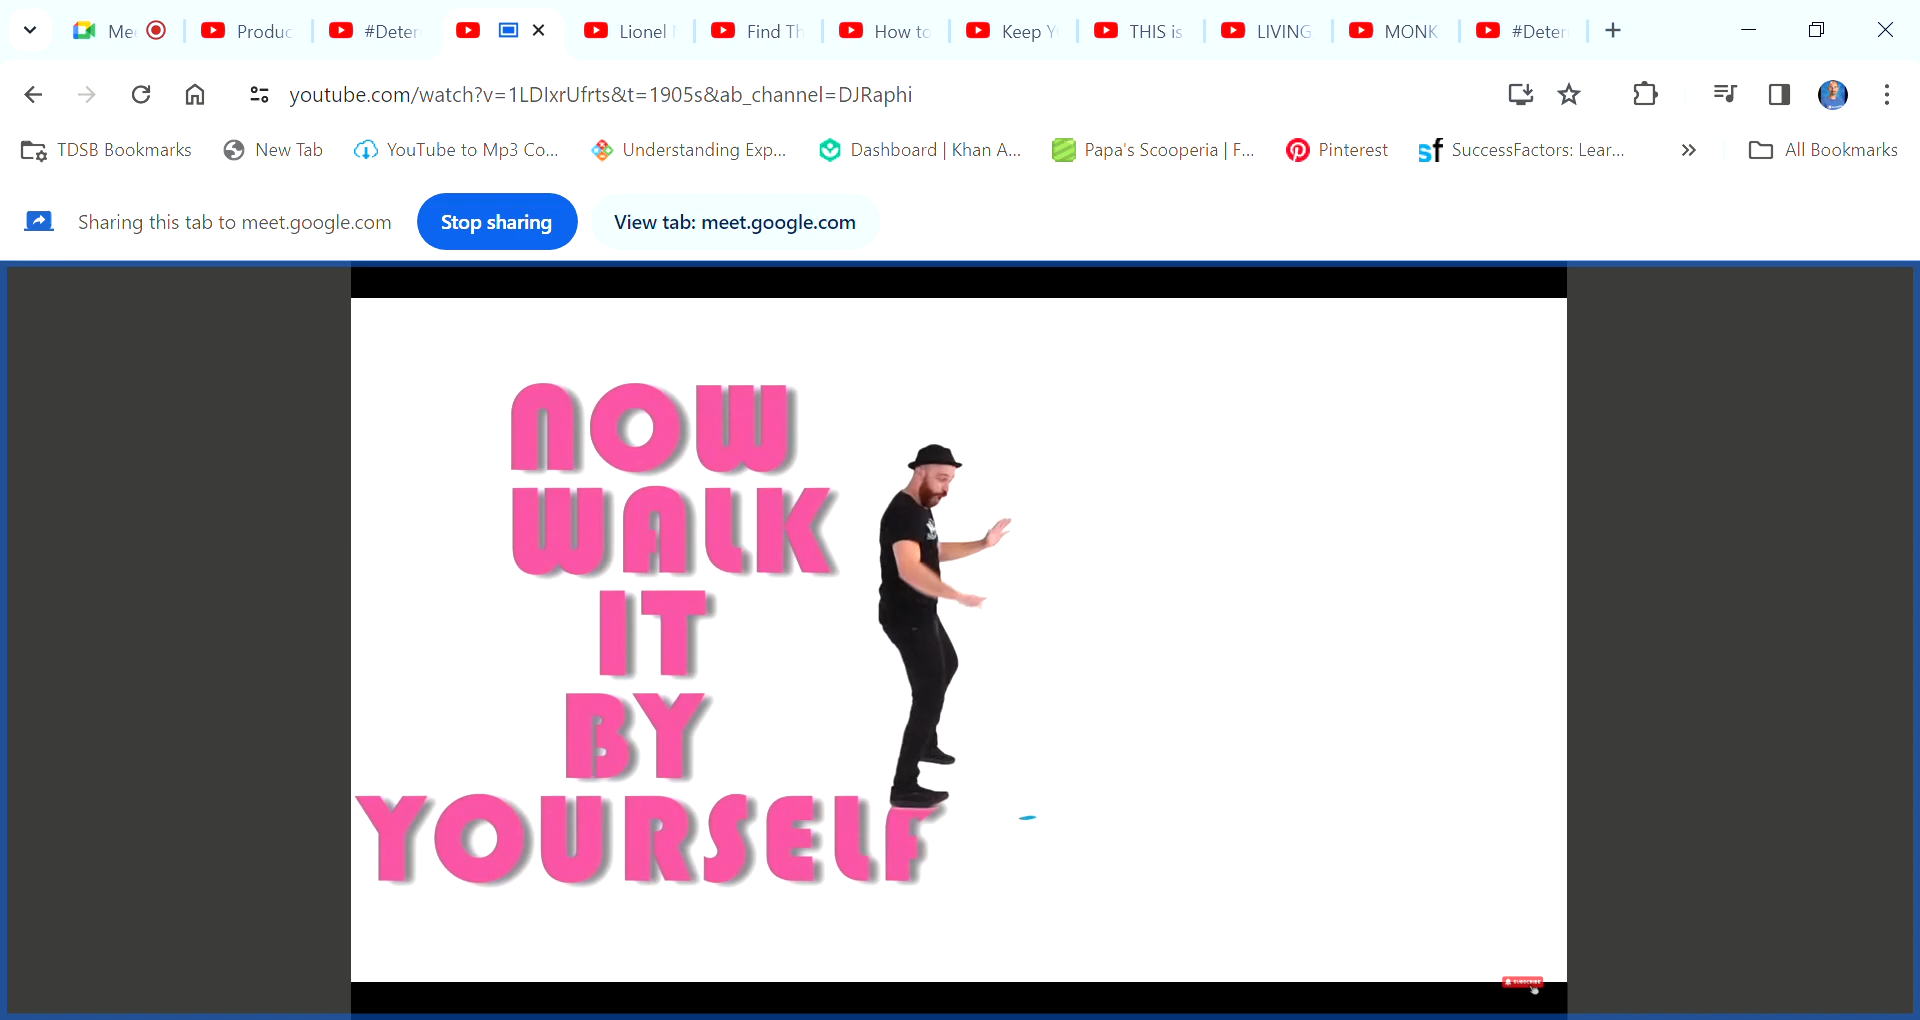 Me
Produc
#Deter
Lionel
Find Th
How to
Keep Y
THIS is
LIVING
MONK
#Deter
youtube.com/watch?v=1LDIxrUfrts&t=1905s&ab_channel=DJRaphi
TDSB Bookmarks
New Tab
YouTube to Mp3 Co...
Understanding Exp...
Dashboard | Khan A...
Papa's Scooperia | F...
Pinterest
sf SuccessFactors: Lear...
All Bookmarks
Sharing this tab to meet.google.com
Stop sharing
View tab: meet.google.com
NOW
WALK
IT
BY
YOURSELF
SUBSCRIBE